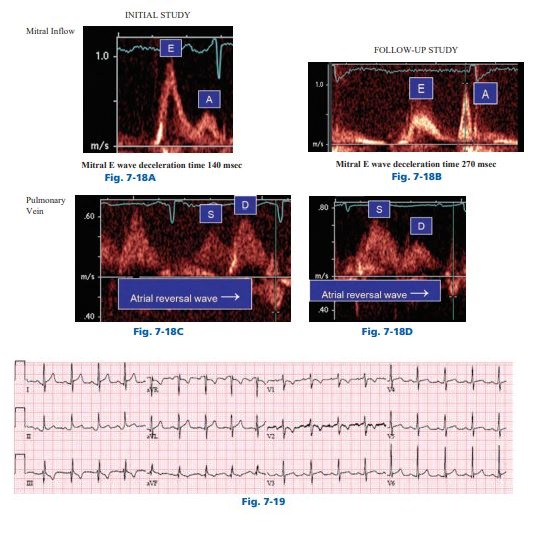 INITIAL STUDY
Mitral Inflow
E
A
1.0
m/s
Mitral E wave deceleration time 140 msec
Fig. 7-18A
FOLLOW-UP STUDY
E
A
1.0
m/s
Mitral E wave deceleration time 270 msec
Fig. 7-18B
Pulmonary
Vein
.60
S
D
m/s
Atrial reversal wave →
.40
Fig. 7-18C
.80
S
D
m/s
Atrial reversal wave →
.40
Fig. 7-18D
I
aVR
V1
V4
II
aVL
V2
V5
III
aVF
V3
V6
Fig. 7-19